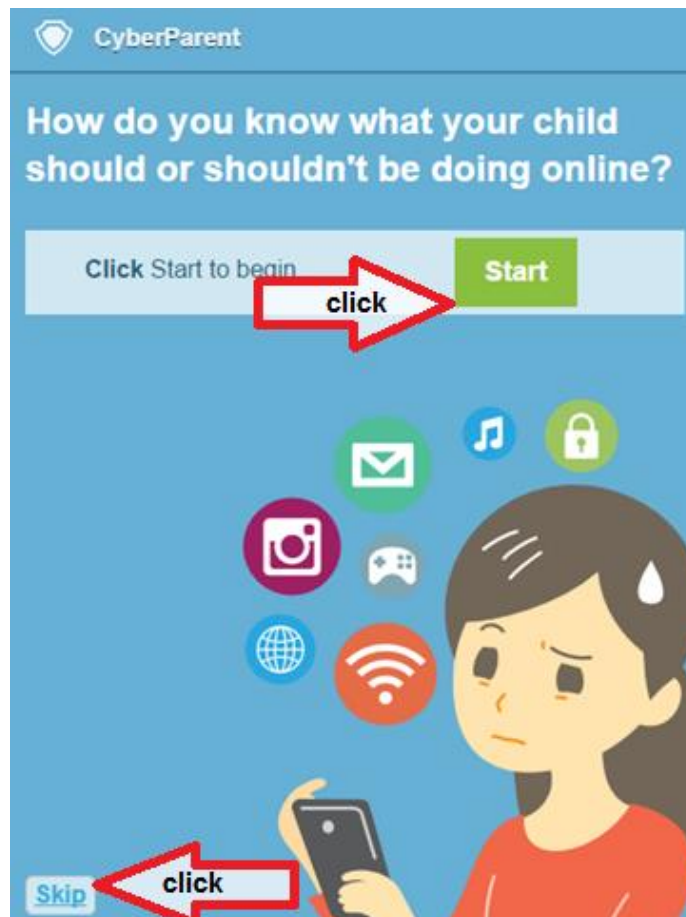 CyberParent
How do you know what your child
should or shouldn't be doing online?
Click Start to begin
Start
click
Skip
click